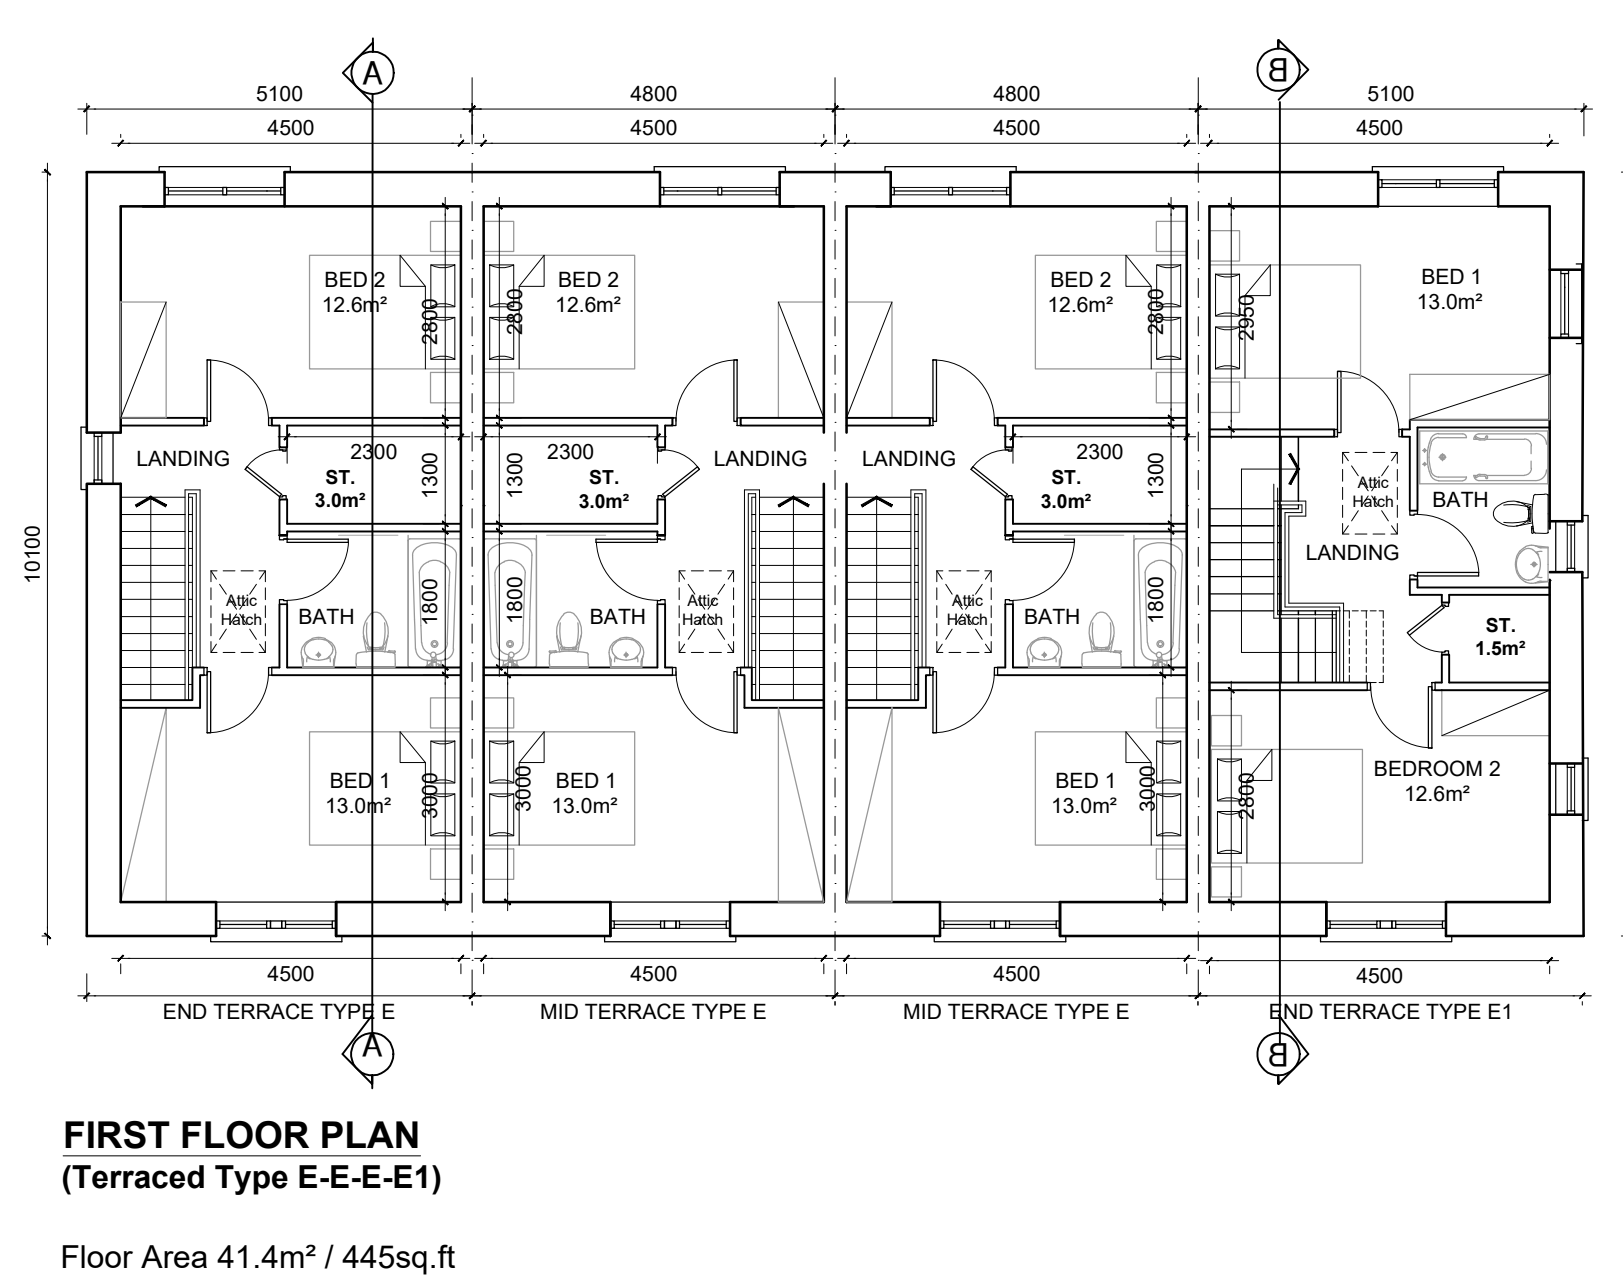 A
B
5100
4800
4800
5100
4500
4500
4500
4500
10100
BED 2
12.6m²
2800
BED 2
12.6m²
2800
BED 2
12.6m²
2800
BED 1
13.0m²
2950
LANDING
2300
ST.
3.0m²
1300
2300
ST.
3.0m²
1300
LANDING
LANDING
2300
ST.
3.0m²
1300
Attic
Hatch
BATH
LANDING
Attic
Hatch
BATH
1800
1800
BATH
Attic
Hatch
Attic
Hatch
BATH
1800
ST.
1.5m²
BED 1
13.0m²
3000
BED 1
13.0m²
3000
BED 1
13.0m²
3000
BEDROOM 2
12.6m²
2800
4500
4500
4500
4500
END TERRACE TYPE E
MID TERRACE TYPE E
MID TERRACE TYPE E
END TERRACE TYPE E1
A
B
FIRST FLOOR PLAN
(Terraced Type E-E-E-E1)
Floor Area 41.4m² / 445sq.ft